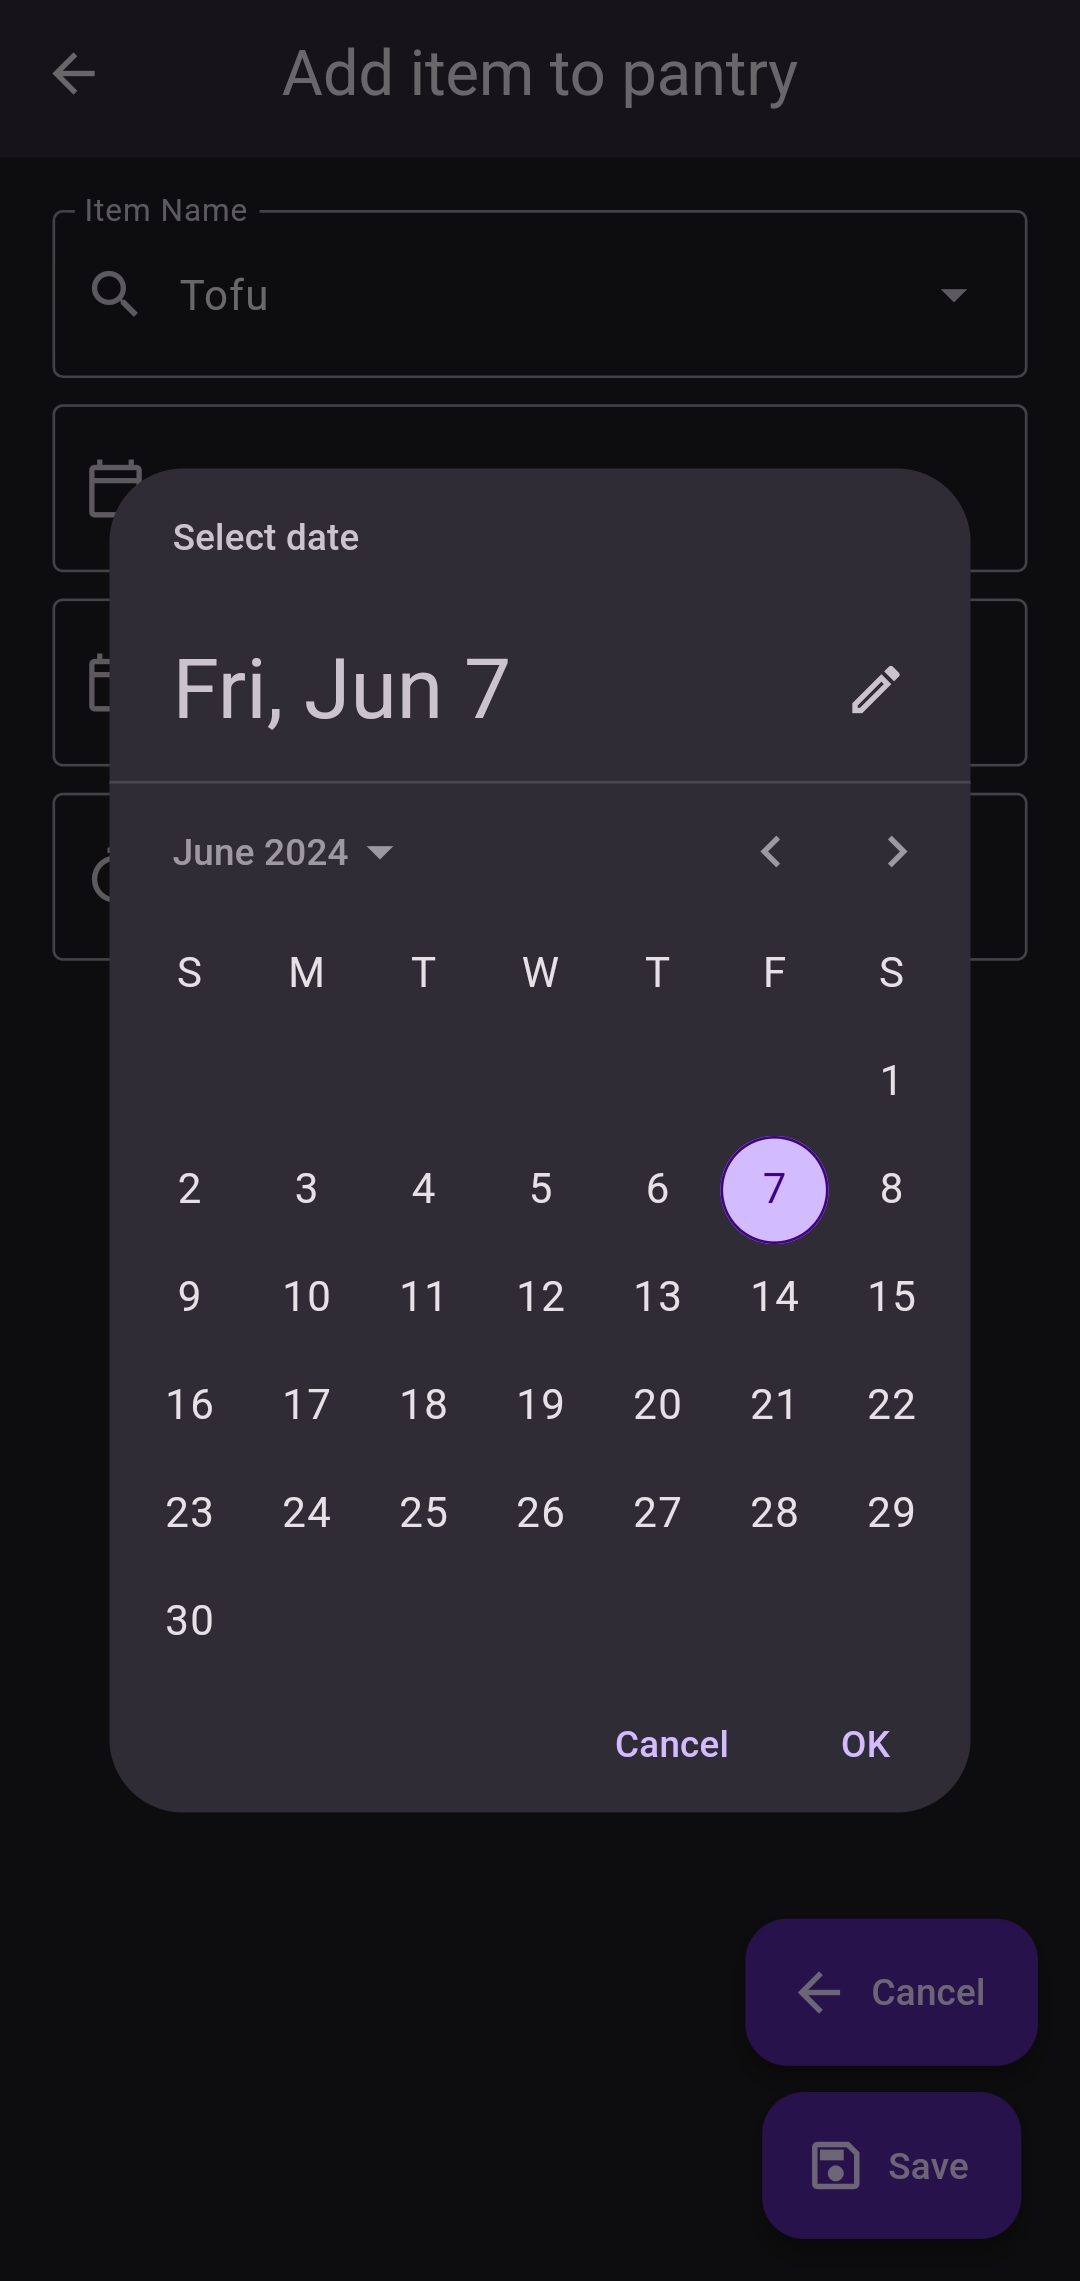 Add item to pantry
Item Name
Tofu
Select date
Fri, Jun 7
June 2024
S M T W T F S
1
2 3 4 5 6 7 8
9 10 11 12 13 14 15
16 17 18 19 20 21 22
23 24 25 26 27 28 29
30
Cancel OK
Cancel
Save